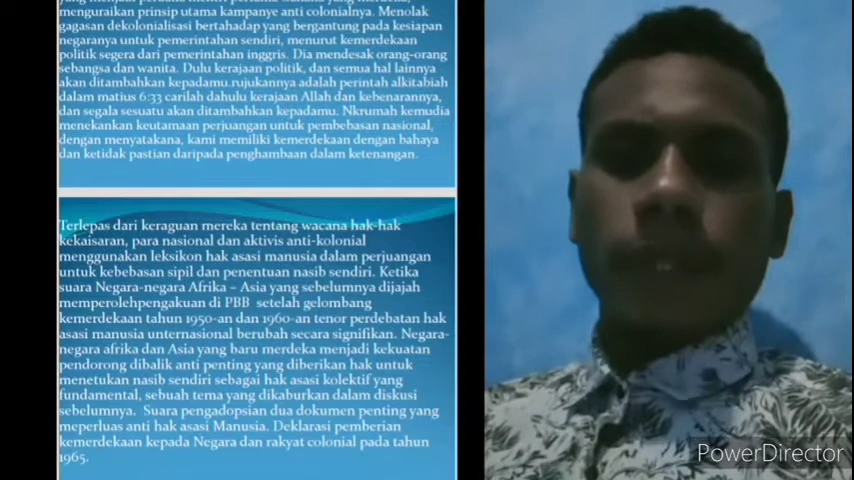 menguraikan prinsip utama kampanye anti colonialnya. Menolak
gagasan dekolonialisasi bertahap yang bergantung pada kesiapan
negaranya untuk pemerintahan sendiri, menurut kemerdekaan
politik segera dari pemerintahan inggris. Dia mendesak orang-orang
sebangsa dan wanita. Dulu kerajaan politik, dan semua hal lainnya
akan ditambahkan kepadamu.rujukannya adalah perintah alkitabiah
dalam matius 6:33 carilah dahulu kerajaan Allah dan kebenarannya,
dan segala sesuatu akan ditambahkan kepadamu. Nkrumah kemudia
menekankan keutamaan perjuangan untuk pembebasan nasional,
dengan menyatakana, kami memiliki kemerdekaan dengan bahaya
dan ketidak pastian daripada penghambaan dalam ketenangan.
Terlepas dari keraguan mereka tentang wacana hak-hak
kekaisaran, para nasional dan aktivis anti-kolonial
menggunakan leksikon hak asasi manusia dalam perjuangan
untuk kebebasan sipil dan penentuan nasib sendiri. Ketika
suara Negara-negara Afrika – Asia yang sebelumnya dijajah
memperolehpengakuan di PBB setelah gelombang
kemerdekaan tahun 1950-an dan 1960-an tenor perdebatan hak
asasi manusia unternasional berubah secara signifikan. Negara-
negara afrika dan Asia yang baru merdeka menjadi kekuatan
pendorong dibalik anti penting yang diberikan hak untuk
menetukan nasib sendiri sebagai hak asasi kolektif yang
fundamental, sebuah tema yang dikaburkan dalam diskusi
sebelumnya. Suara pengadopsian dua dokumen penting yang
meperluas anti hak asasi Manusia. Deklarasi pemberian
kemerdekaan kepada Negara dan rakyat colonial pada tahun
1965.
PowerDirector